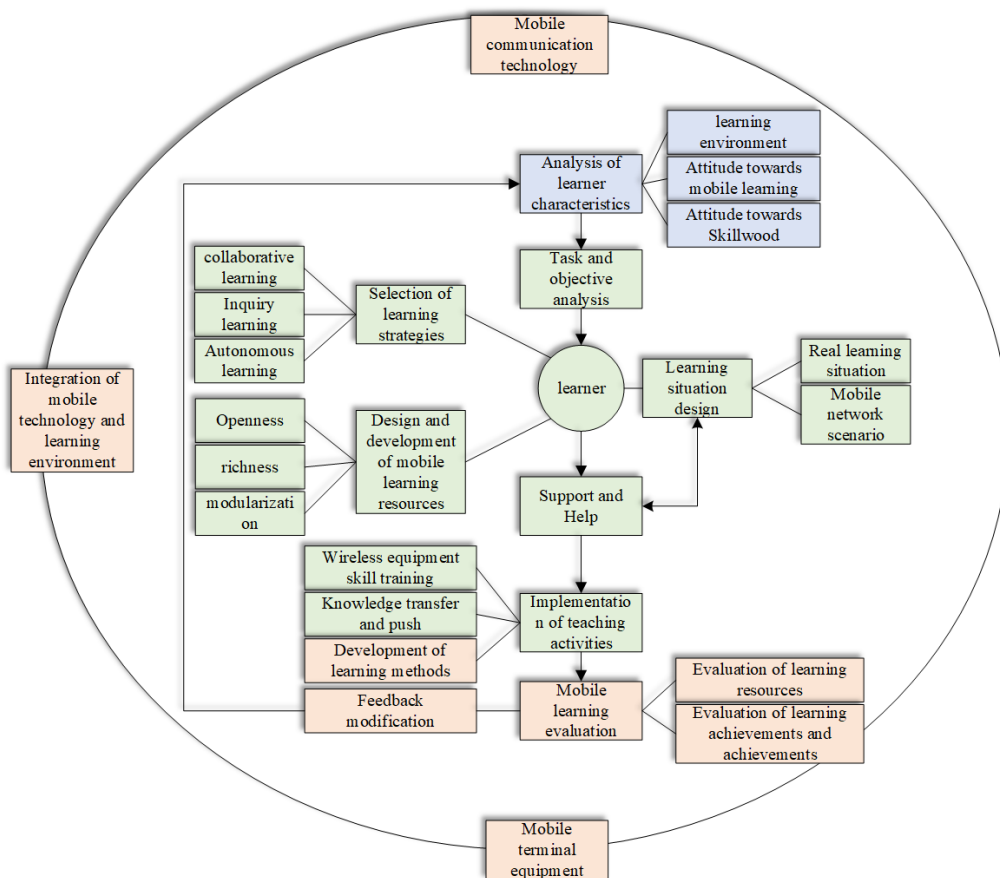 Mobile
communication
technology
learning
environment
Analysis of
learner
characteristics
Attitude towards
mobile learning
Attitude towards
Skillwood
collaborative
learning
Task and
objective
analysis
Selection of
learning
strategies
Inquiry
learning
Autonomous
learning
learner
Learning
situation
design
Real learning
situation
Mobile
network
scenario
Integration of
mobile
technology and
learning
environment
Openness
richness
modularizati
on
Design and
development
of mobile
learning
resources
Support and
Help
Wireless equipment
skill training
Knowledge transfer
and push
Development of
learning methods
Implementatio
n of teaching
activities
Feedback
modification
Mobile
learning
evaluation
Evaluation of learning
resources
Evaluation of learning
achievements and
achievements
Mobile
terminal
equipment